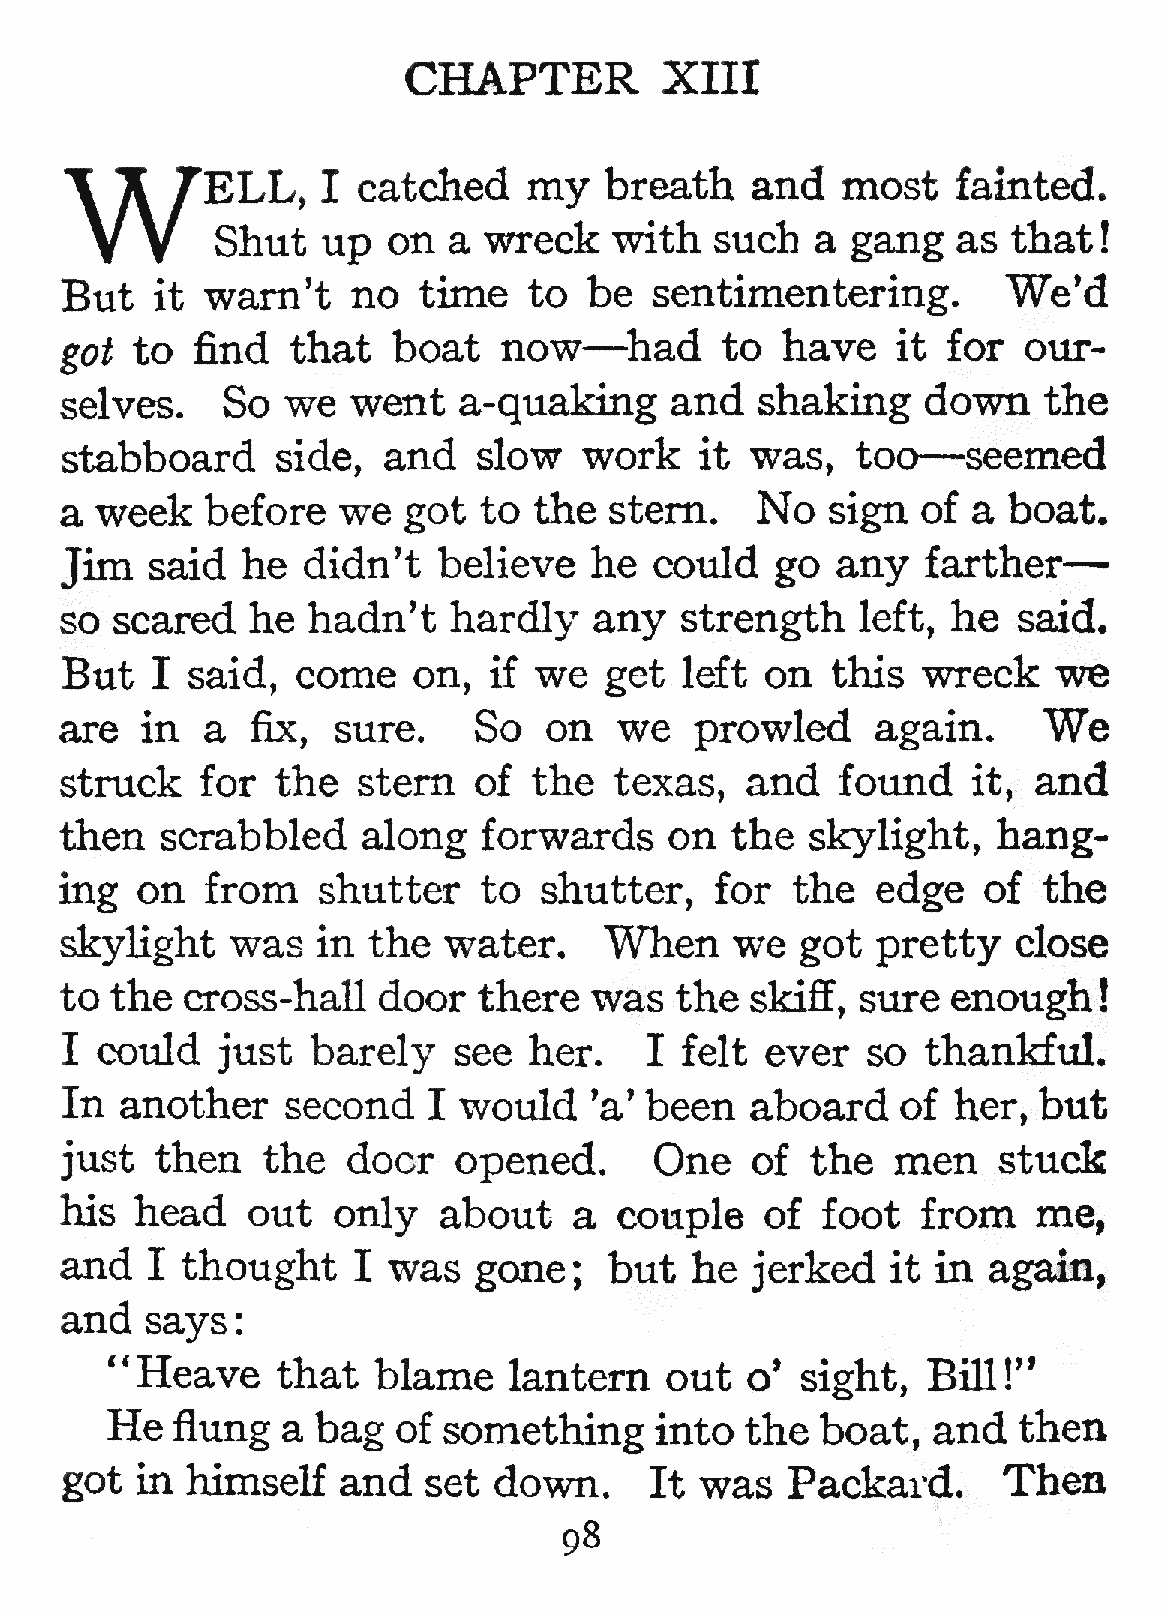 CHAPTER XIII
WELL, I catched my breath and most fainted.
Shut up on a wreck with such a gang as that!
But it warn't no time to be sentimentering. We'd
got to find that boat now—had to have it for our-
selves. So we went a-quaking and shaking down the
stabboard side, and slow work it was, too—seemed
a week before we got to the stern. No sign of a boat.
Jim said he didn't believe he could go any farther—
so scared he hadn't hardly any strength left, he said.
But I said, come on, if we get left on this wreck we
are in a fix, sure. So on we prowled again. We
struck for the stern of the texas, and found it, and
then scrabbled along forwards on the skylight, hang-
ing on from shutter to shutter, for the edge of the
skylight was in the water. When we got pretty close
to the cross-hall door there was the skiff, sure enough!
I could just barely see her. I felt ever so thankful.
In another second I would 'a' been aboard of her, but
just then the door opened. One of the men stuck
his head out only about a couple of foot from me,
and I thought I was gone; but he jerked it in again,
and says:
"Heave that blame lantern out o' sight, Bill!"
He flung a bag of something into the boat, and then
got in himself and set down. It was Packard. Then
98